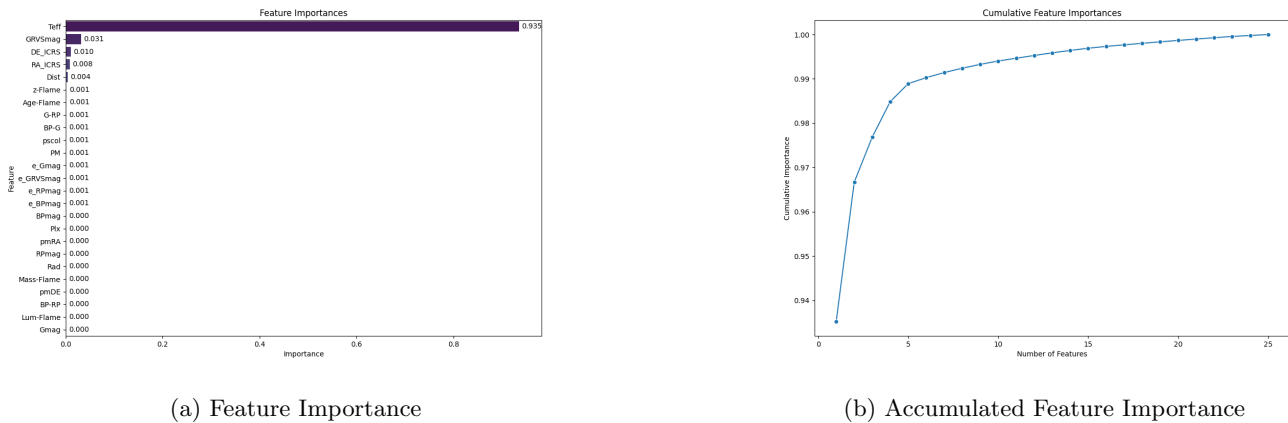 Feature Importances
Feature
Teff 0.935
GRVSmag 0.031
DE_ICRS 0.010
RA_ICRS 0.008
Dist 0.004
z-Flame 0.001
Age-Flame 0.001
G-RP 0.001
BP-G 0.001
pscol 0.001
PM 0.001
e_Gmag 0.001
e_GRVSmag 0.001
e_RPmag 0.001
e_BPmag 0.001
BPmag 0.000
Plx 0.000
pmRA 0.000
RPmag 0.000
Rad 0.000
Mass-Flame 0.000
pmDE 0.000
BP-RP 0.000
Lum-Flame 0.000
Gmag 0.000
0.0 0.2 0.4 0.6 0.8
Importance
(a) Feature Importance
Cumulative Feature Importances
Cumulative Importance
1.00
0.99
0.98
0.97
0.96
0.95
0.94
0 5 10 15 20 25
Number of Features
(b) Accumulated Feature Importance